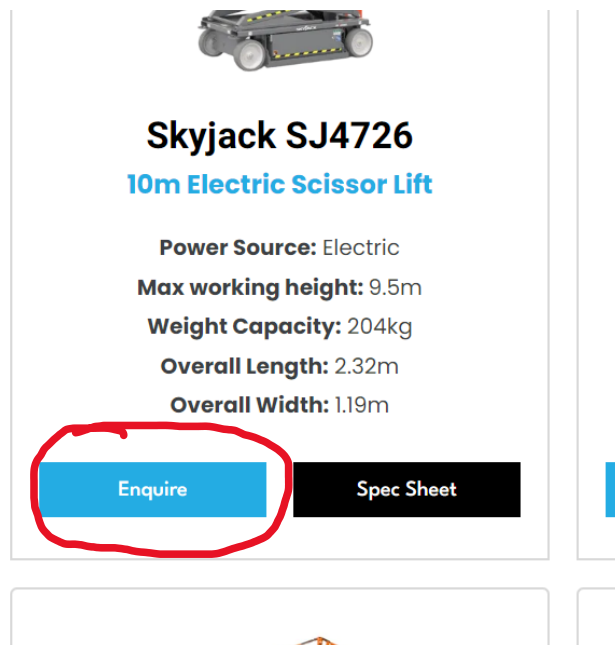 Skyjack SJ4726
10m Electric Scissor Lift
Power Source: Electric
Max working height: 9.5m
Weight Capacity: 204kg
Overall Length: 2.32m
Overall Width: 1.19m
Enquire
Spec Sheet